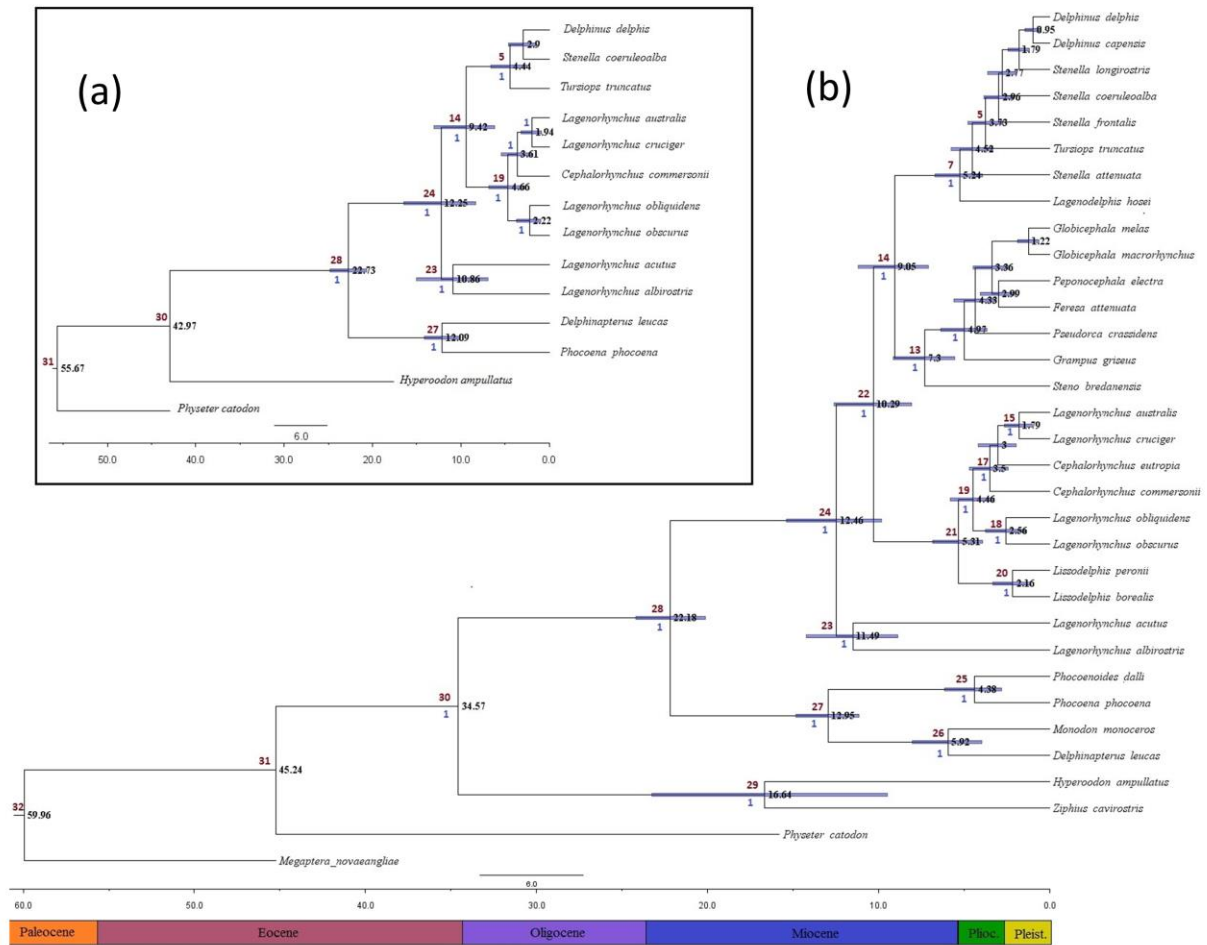 (a)
Delphinus delphis
2.9
Stenella coeruleoalba
5
4.44
1
Tursiops truncatus
14
9.42
1
Lagenorhynchus australis
1
1.94
Lagenorhynchus cruciger
1
3.61
Cephalorhynchus commersonii
19
4.66
1
Lagenorhynchus obliquidens
2.22
1
Lagenorhynchus obscurus
24
12.25
1
Lagenorhynchus acutus
23
10.86
1
Lagenorhynchus albirostris
28
22.73
1
Delphinapterus leucas
27
12.09
1
Phocoena phocoena
30
42.97
Hyperoodon ampullatus
31
55.67
Physeter catodon
6.0
50.0 40.0 30.0 20.0 10.0 0.0
(b)
Delphinus delphis
0.95
Delphinus capensis
1.79
Stenella longirostris
2.77
Stenella coeruleoalba
2.96
5
Stenella frontalis
3.73
1
Tursiops truncatus
4.52
7
Stenella attenuata
5.24
1
Lagenodelphis hosei
Globicephala melas
1.22
Globicephala macrorhynchus
14
9.05
1
3.36
Peponocephala electra
2.99
Feresa attenuata
4.33
Pseudorca crassidens
4.97
13
7.3
1
Grampus griseus
Steno bredanensis
22
10.29
1
Lagenorhynchus australis
15
1.79
1
Lagenorhynchus cruciger
3
Cephalorhynchus eutropia
17
3.5
1
Cephalorhynchus commersonii
19
4.46
1
Lagenorhynchus obliquidens
18
2.56
1
Lagenorhynchus obscurus
21
5.31
1
Lissodelphis peronii
20
2.16
1
Lissodelphis borealis
24
12.46
1
Lagenorhynchus acutus
23
11.49
1
Lagenorhynchus albirostris
28
22.18
1
Phocoenoides dalli
25
4.38
1
Phocoena phocoena
27
12.95
1
Monodon monoceros
26
5.92
1
Delphinapterus leucas
30
34.57
1
Hyperoodon ampullatus
29
16.64
1
Ziphius cavirostris
31
45.24
Physeter catodon
32
59.96
Megaptera_novaeangliae
6.0
60.0 50.0 40.0 30.0 20.0 10.0 0.0
Paleocene Eocene Oligocene Miocene Plioc. Pleist.